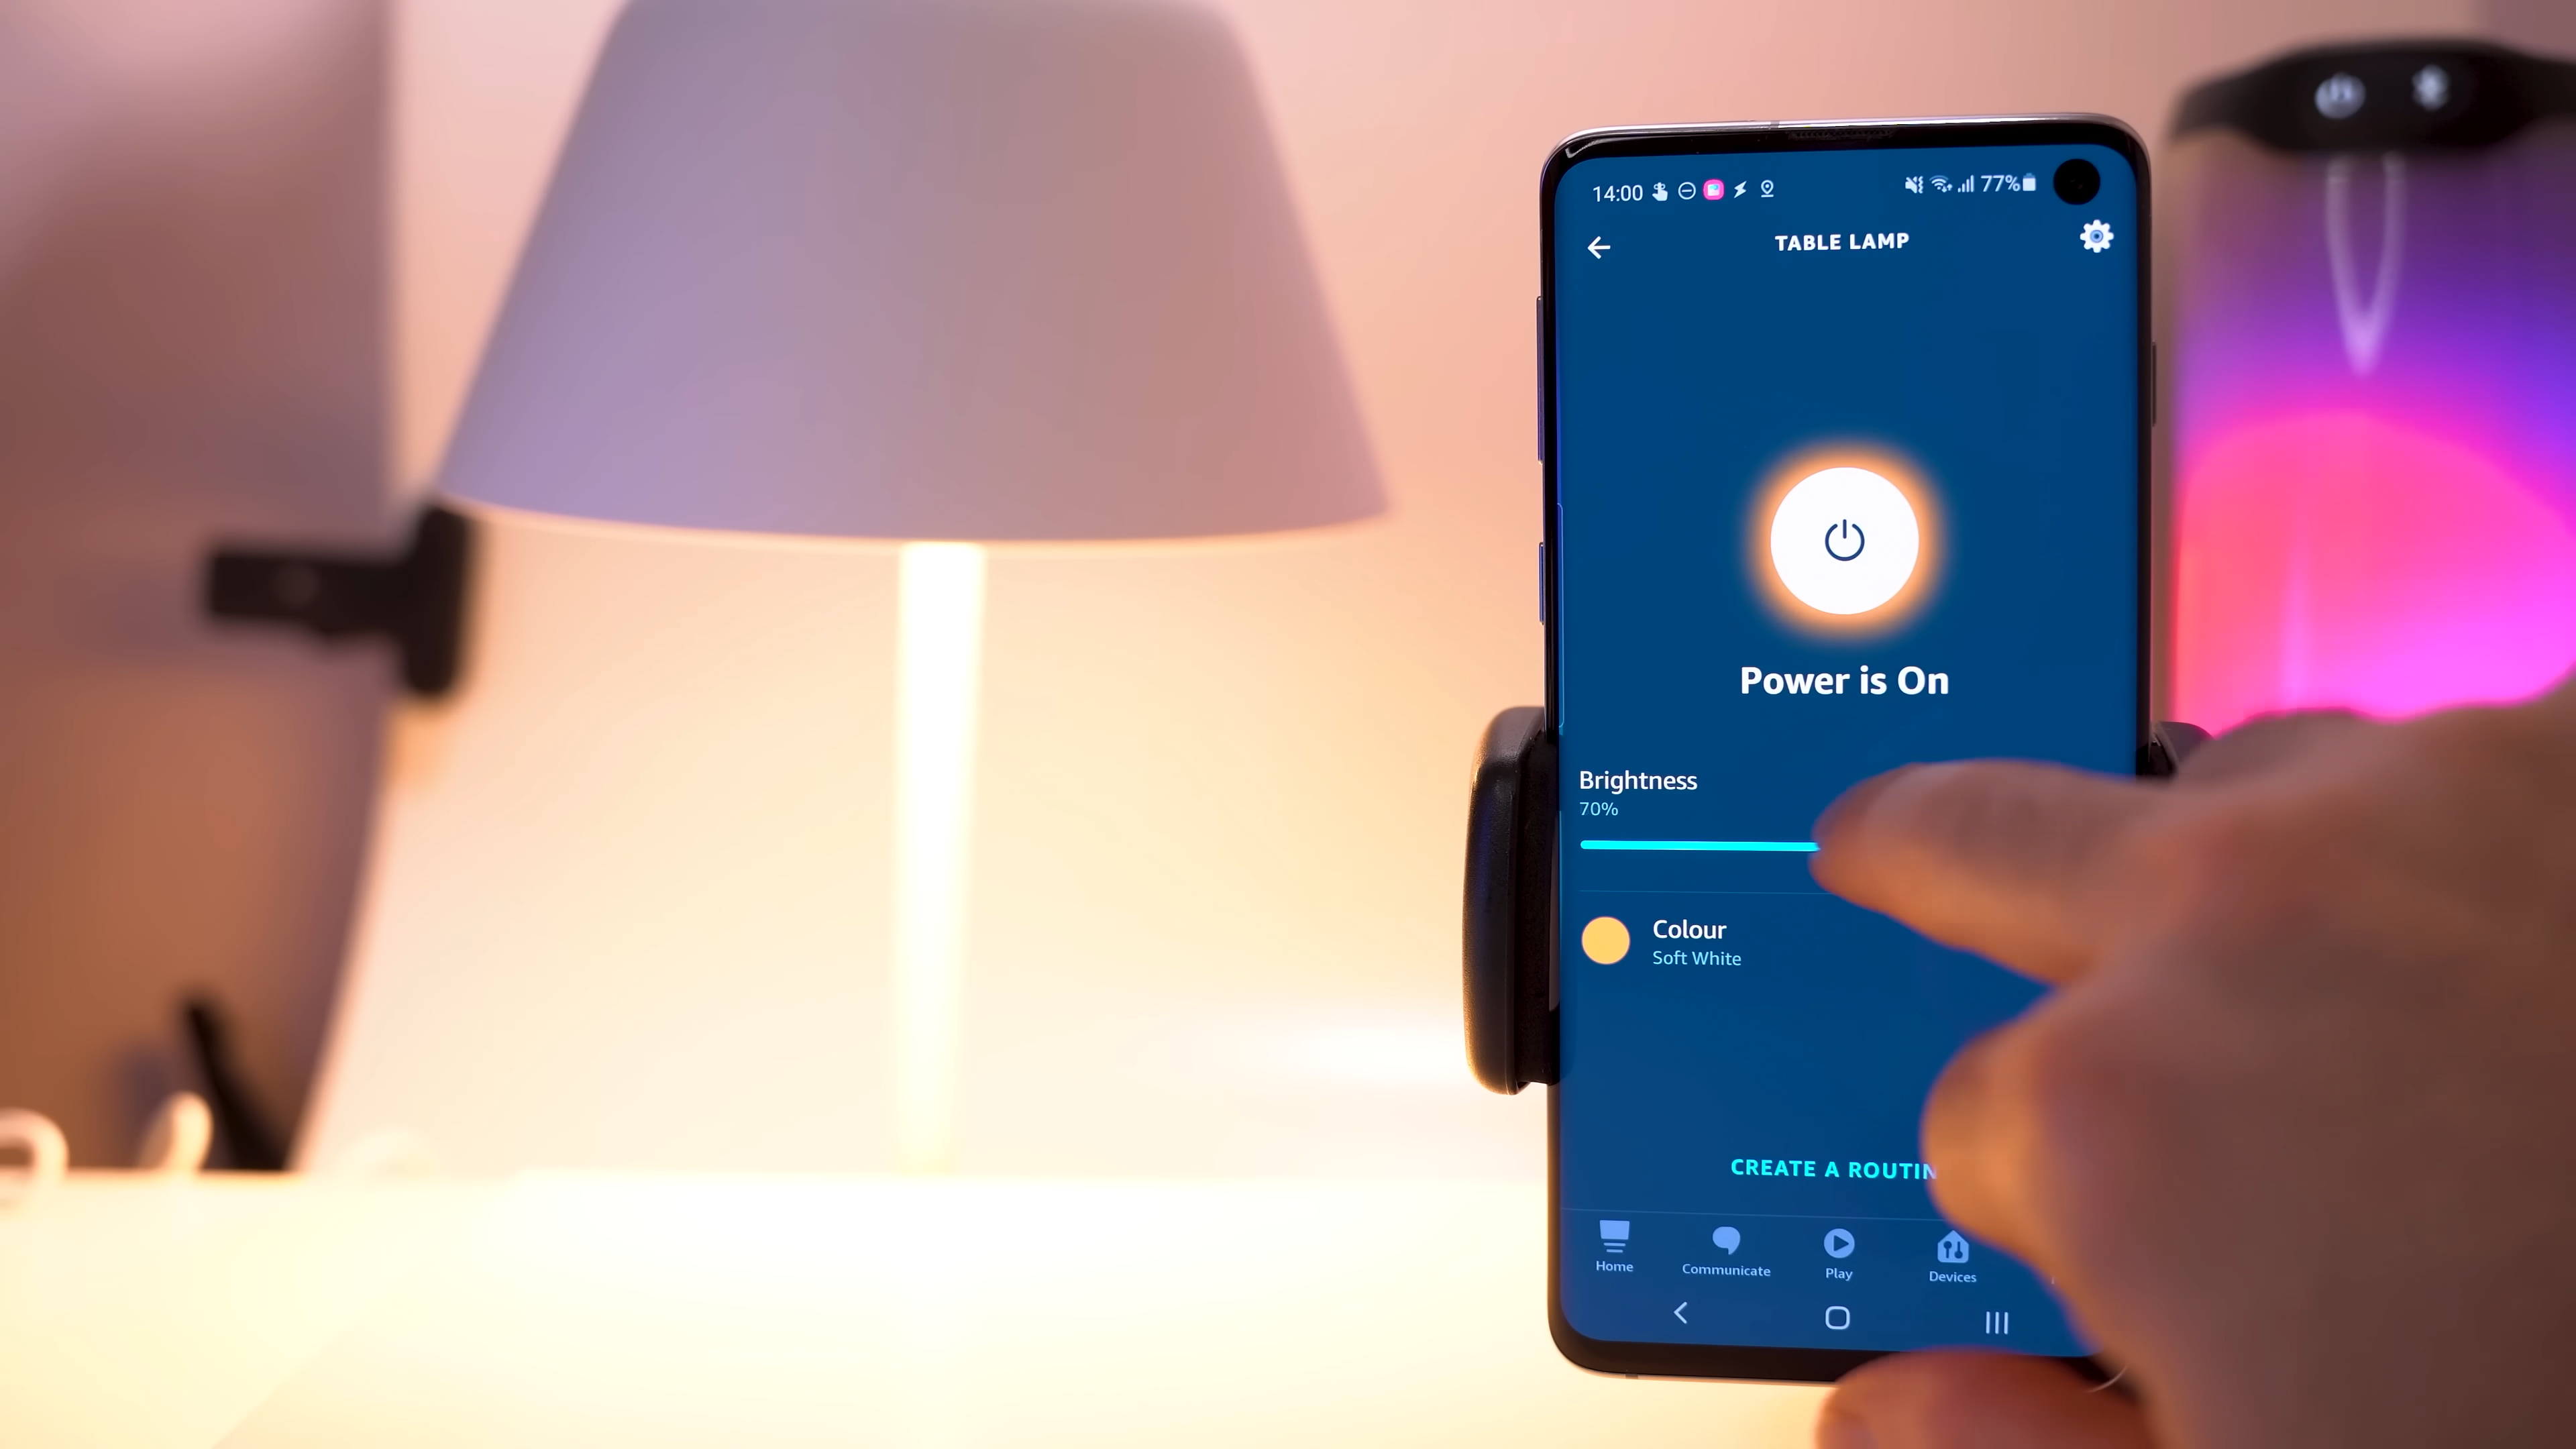 14:00 77%
TABLE LAMP
Power is On
Brightness
70%
Colour
Soft White
CREATE A ROUTIN
Home Communicate Play Devices